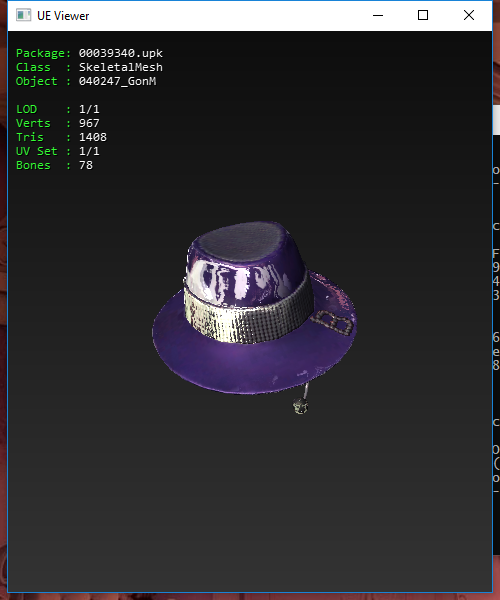 UE Viewer
Package: 00039340.upk
Class  : SkeletalMesh
Object : 040247_GonM
LOD    : 1/1
Verts  : 967
Tris   : 1408
UV Set : 1/1
Bones  : 78